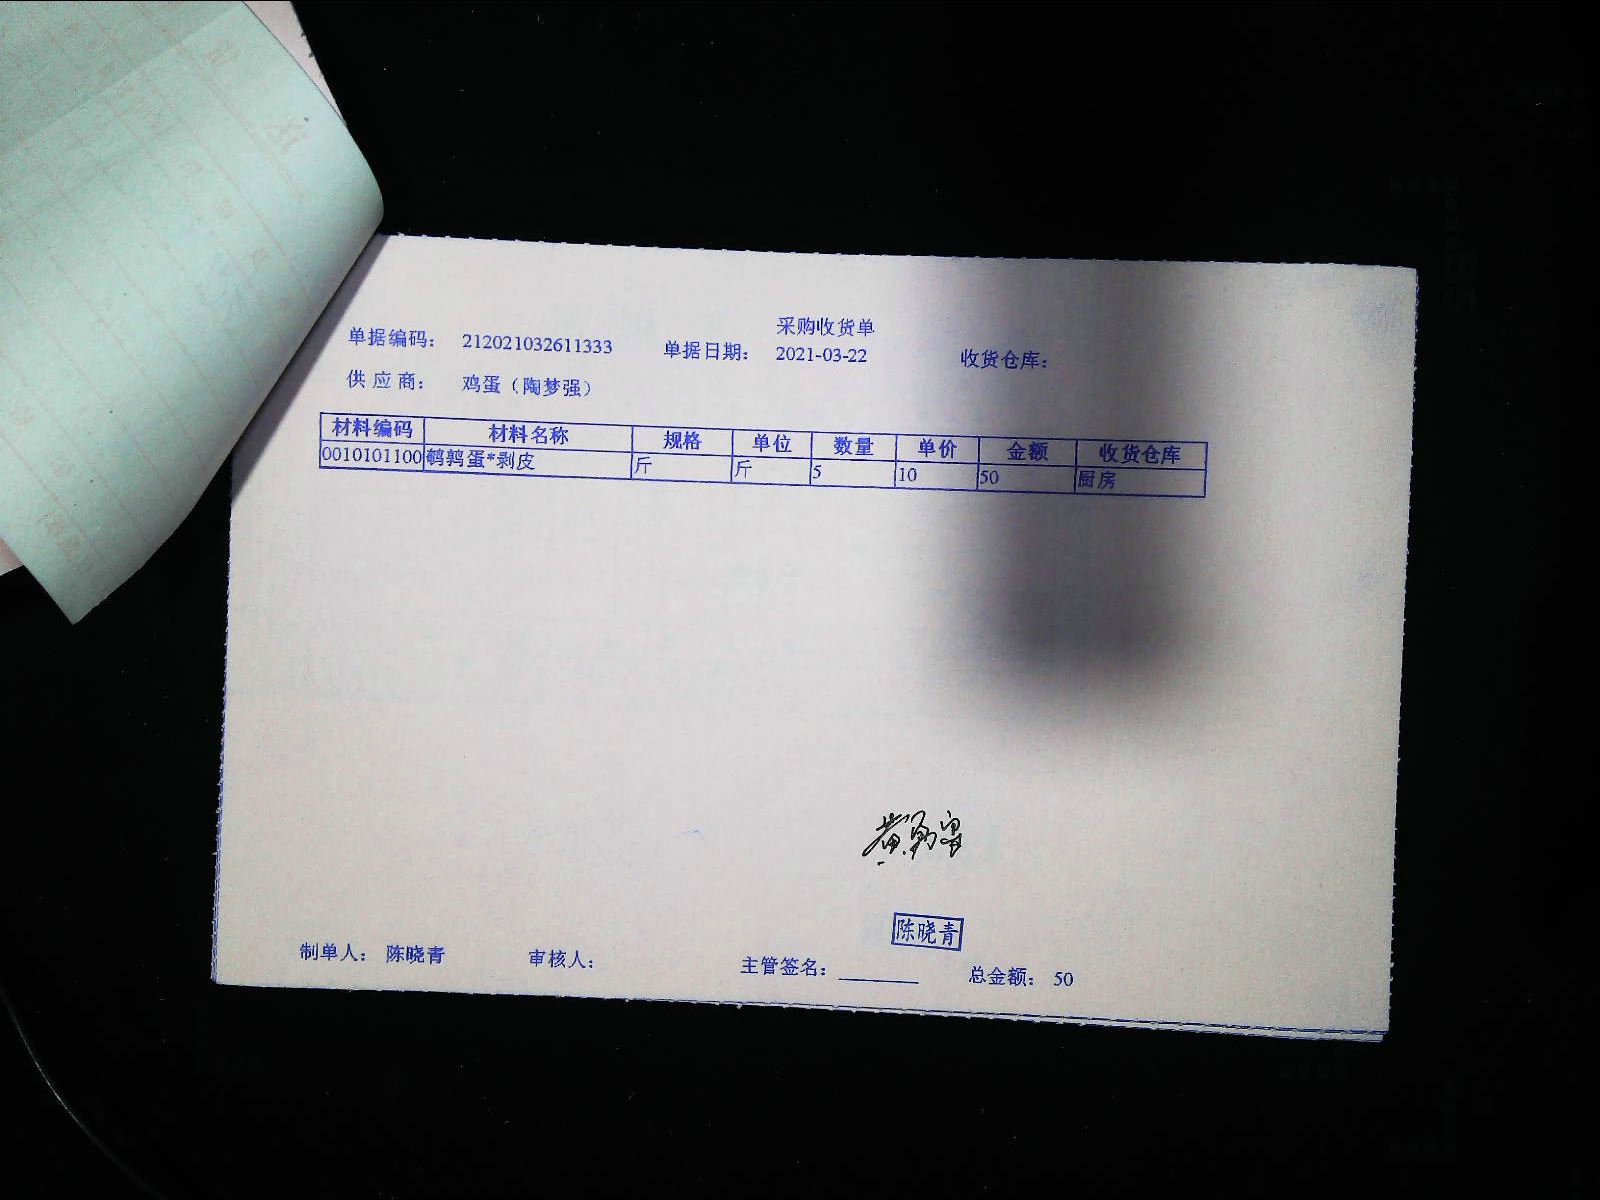 采购收货单
单据编码： 212021032611333 单据日期： 2021-03-22 收货仓库：
供 应 商： 鸡蛋（陶梦强）
材料编码 材料名称 规格 单位 数量 单价 金额 收货仓库
0010101100 鹌鹑蛋*剥皮 斤 斤 5 10 50 厨房
陈晓青
制单人： 陈晓青 审核人： 主管签名： 总金额： 50